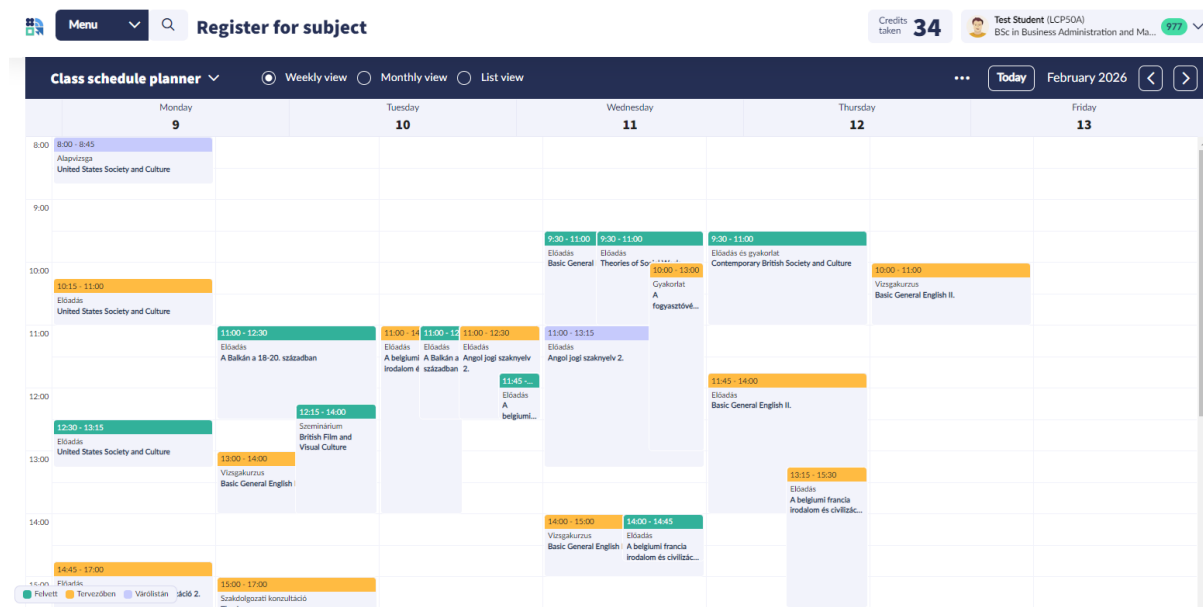 Menu
Register for subject
Credits taken 34
Test Student (LCP50A)
BSc in Business Administration and Ma...
977
Class schedule planner
Weekly view
Monthly view
List view
Today
February 2026
Monday
9
Tuesday
10
Wednesday
11
Thursday
12
Friday
13
8:00
9:00
10:00
11:00
12:00
13:00
14:00
8:00 - 8:45
Alapvizsga
United States Society and Culture
10:15 - 11:00
Előadás
United States Society and Culture
12:30 - 13:15
Előadás
United States Society and Culture
14:45 - 17:00
Előadás
11:00 - 12:30
Előadás
A Balkán a 18-20. században
12:15 - 14:00
Szeminárium
British Film and
Visual Culture
13:00 - 14:00
Vizsgakurzus
Basic General English
15:00 - 17:00
Szakdolgozati konzultáció
11:00 - 14
Előadás
A belgiumi
irodalom é
11:00 - 12
Előadás
A Balkán a
században
11:00 - 12:30
Előadás
Angol jogi szaknyelv
2.
11:45 -...
Előadás
A
belgiumi...
9:30 - 11:00
Előadás
Basic General
9:30 - 11:00
Előadás
Theories of
10:00 - 13:00
Gyakorlat
A
fogyasztóvé...
11:00 - 13:15
Előadás
Angol jogi szaknyelv 2.
14:00 - 15:00
Vizsgakurzus
Basic General English
14:00 - 14:45
Előadás
A belgiumi francia
irodalom és civilizác...
9:30 - 11:00
Előadás és gyakorlat
Contemporary British Society and Culture
11:45 - 14:00
Előadás
Basic General English II.
13:15 - 15:30
Előadás
A belgiumi francia
irodalom és civilizác...
10:00 - 11:00
Vizsgakurzus
Basic General English II.
Felvett
Tervezőben
Várólistán
áció 2.